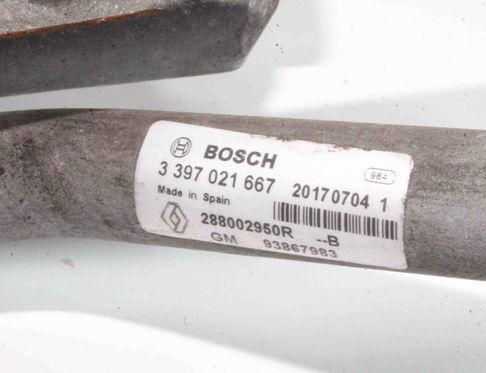 BOSCH
984
3 397 021 667 20170704 1
Made in Spain
288002950R --B
GM 93867983